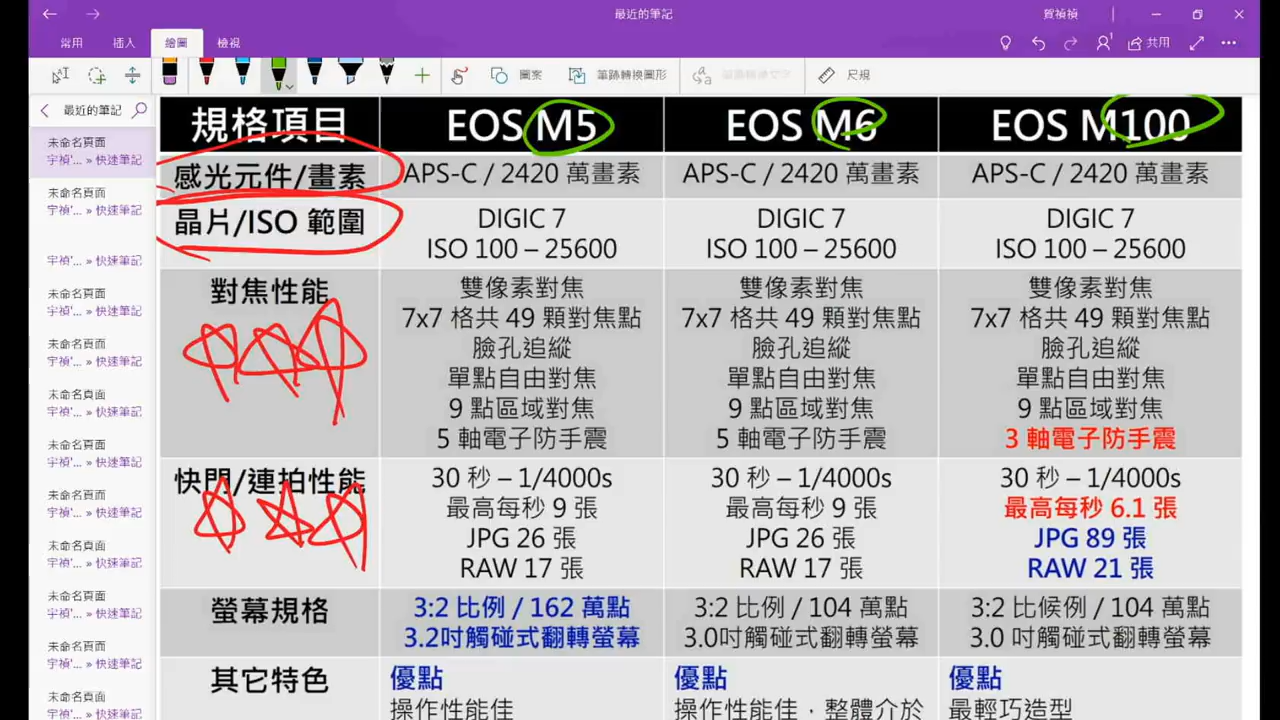 最近的筆記
賀禎禎
常用
插入
繪圖
檢視
共用
圖案
筆跡轉換圖形
筆跡轉換文字
尺規
最近的筆記
未命名頁面
宇禎'... » 快速筆記
未命名頁面
宇禎'... » 快速筆記
宇禎'... » 快速筆記
未命名頁面
宇禎'... » 快速筆記
未命名頁面
宇禎'... » 快速筆記
未命名頁面
宇禎'... » 快速筆記
未命名頁面
宇禎'... » 快速筆記
未命名頁面
宇禎'... » 快速筆記
未命名頁面
宇禎'... » 快速筆記
未命名頁面
宇禎'... » 快速筆記
未命名頁面
宇禎'... » 快速筆記
未命名頁面
宇禎'... » 快速筆記
規格項目
EOS M5
EOS M6
EOS M100
感光元件/畫素
APS-C / 2420 萬畫素
APS-C / 2420 萬畫素
APS-C / 2420 萬畫素
晶片/ISO 範圍
DIGIC 7
ISO 100 – 25600
DIGIC 7
ISO 100 – 25600
DIGIC 7
ISO 100 – 25600
對焦性能
雙像素對焦
7x7 格共 49 顆對焦點
臉孔追縱
單點自由對焦
9 點區域對焦
5 軸電子防手震
雙像素對焦
7x7 格共 49 顆對焦點
臉孔追縱
單點自由對焦
9 點區域對焦
5 軸電子防手震
雙像素對焦
7x7 格共 49 顆對焦點
臉孔追縱
單點自由對焦
9 點區域對焦
3 軸電子防手震
快門/連拍性能
30 秒 – 1/4000s
最高每秒 9 張
JPG 26 張
RAW 17 張
30 秒 – 1/4000s
最高每秒 9 張
JPG 26 張
RAW 17 張
30 秒 – 1/4000s
最高每秒 6.1 張
JPG 89 張
RAW 21 張
螢幕規格
3:2 比例 / 162 萬點
3.2吋觸碰式翻轉螢幕
3:2 比例 / 104 萬點
3.0吋觸碰式翻轉螢幕
3:2 比候例 / 104 萬點
3.0 吋觸碰式翻轉螢幕
其它特色
優點
操作性能佳
優點
操作性能佳，整體介於
優點
最輕巧造型